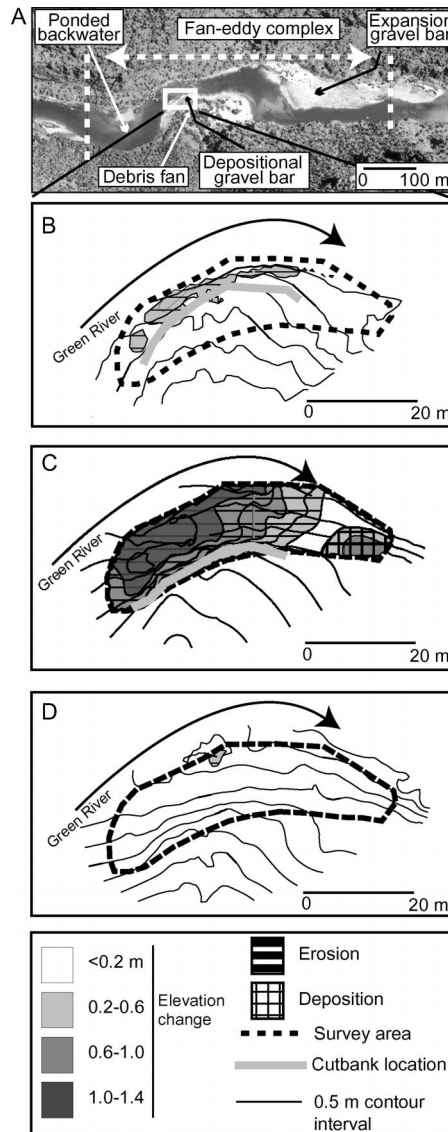 A
Ponded
backwater
Fan-eddy complex
Expansion
gravel bar
Debris fan
Depositional
gravel bar
100 m
B
Green River
0 20 m
C
Green River
0 20 m
D
Green River
0 20 m
<0.2 m
0.2-0.6
0.6-1.0
1.0-1.4
Elevation
change
Erosion
Deposition
Survey area
Cutbank location
0.5 m contour
interval